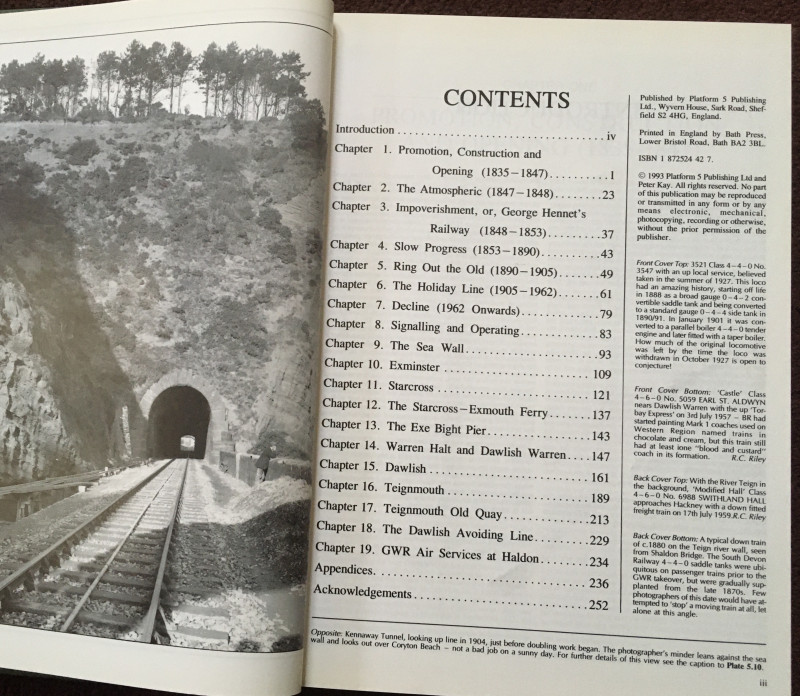 CONTENTS
Introduction ........................................ iv
Chapter 1. Promotion, Construction and
Opening (1835−1847)..........1
Chapter 2. The Atmospheric (1847−1848)........23
Chapter 3. Impoverishment, or, George Hennet's
Railway (1848−1853).........37
Chapter 4. Slow Progress (1853−1890)..........43
Chapter 5. Ring Out the Old (1890−1905).......49
Chapter 6. The Holiday Line (1905−1962).......61
Chapter 7. Decline (1962 Onwards)............79
Chapter 8. Signalling and Operating............83
Chapter 9. The Sea Wall......................93
Chapter 10. Exminster ........................ 109
Chapter 11. Starcross ......................... 121
Chapter 12. The Starcross−Exmouth Ferry.......137
Chapter 13. The Exe Bight Pier................143
Chapter 14. Warren Halt and Dawlish Warren....147
Chapter 15. Dawlish ..........................161
Chapter 16. Teignmouth .......................189
Chapter 17. Teignmouth Old Quay...............213
Chapter 18. The Dawlish Avoiding Line..........229
Chapter 19. GWR Air Services at Haldon.........234
Appendices. ................................. 236
Acknowledgements .............................252
Published by Platform 5 Publishing
Ltd., Wyvern House, Sark Road, Shef-
field S2 4HG, England.
Printed in England by Bath Press,
Lower Bristol Road, Bath BA2 3BL.
ISBN 1 872524 42 7.
© 1993 Platform 5 Publishing Ltd and
Peter Kay. All rights reserved. No part
of this publication may be reproduced
or transmitted in any form or by any
means electronic, mechanical,
photocopying, recording or otherwise,
without the prior permission of the
publisher.
Front Cover Top: 3521 Class 4−4−0 No.
3547 with an up local service, believed
taken in the summer of 1927. This loco
had an amazing history, starting off life
in 1888 as a broad gauge 0−4−2 con-
vertible saddle tank and being converted
to a standard gauge 0−4−4 side tank in
1890/91. In January 1901 it was con-
verted to a parallel boiler 4−4−0 tender
engine and later fitted with a taper boiler.
How much of the original locomotive
was left by the time the loco was
withdrawn in October 1927 is open to
conjecture!
Front Cover Bottom: 'Castle' Class
4−6−0 No. 5059 EARL ST. ALDWYN
nears Dawlish Warren with the up 'Tor-
bay Express' on 3rd July 1957 − BR had
started painting Mark 1 coaches used on
Western Region named trains in
chocolate and cream, but this train still
had at least ione "blood and custard"
coach in its formation. R.C. Riley
Back Cover Top: With the River Teign in
the background, 'Modified Hall' Class
4−6−0 No. 6988 SWITHLAND HALL
approaches Hackney with a down fitted
freight train on 17th July 1959.R.C. Riley
Back Cover Bottom: A typical down train
of c.1880 on the Teign river wall, seen
from Shaldon Bridge. The South Devon
Railway 4−4−0 saddle tanks were ubi-
quitous on passenger trains prior to the
GWR takeover, but were gradually sup-
planted from the late 1870s. Few
photographers of this date would have at-
tempted to 'stop' a moving train at all, let
alone at this angle.
Opposite: Kennaway Tunnel, looking up line in 1904, just before doubling work began. The photographer's minder leans against the sea
wall and looks out over Coryton Beach − not a bad job on a sunny day. For further details of this view see the caption to Plate 5.10.
iii